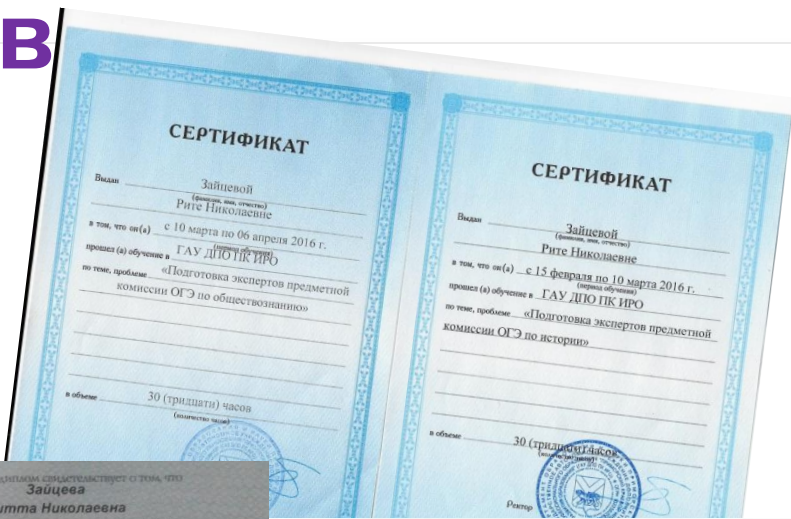 В
СЕРТИФИКАТ
Выдан Зайцевой
(фамилия, имя, отчество)
Рите Николаевне
в том, что он(а) с 10 марта по 06 апреля 2016 г.
(период обучения)
прошел (а) обучение в ГАУ ДПО ПК ИРО
по теме, проблеме «Подготовка экспертов предметной
комиссии ОГЭ по обществознанию»
в объеме 30 (тридцати) часов
(количество часов)
СЕРТИФИКАТ
Выдан Зайцевой
(фамилия, имя, отчество)
Рите Николаевне
в том, что он(а) с 15 февраля по 10 марта 2016 г.
(период обучения)
прошел (а) обучение в ГАУ ДПО ПК ИРО
по теме, проблеме «Подготовка экспертов предметной
комиссии ОГЭ по истории»
в объеме 30 (тридцати) часов
(количество часов)
Ректор
диплом свидетельствует о том, что
Зайцева
Николаевна